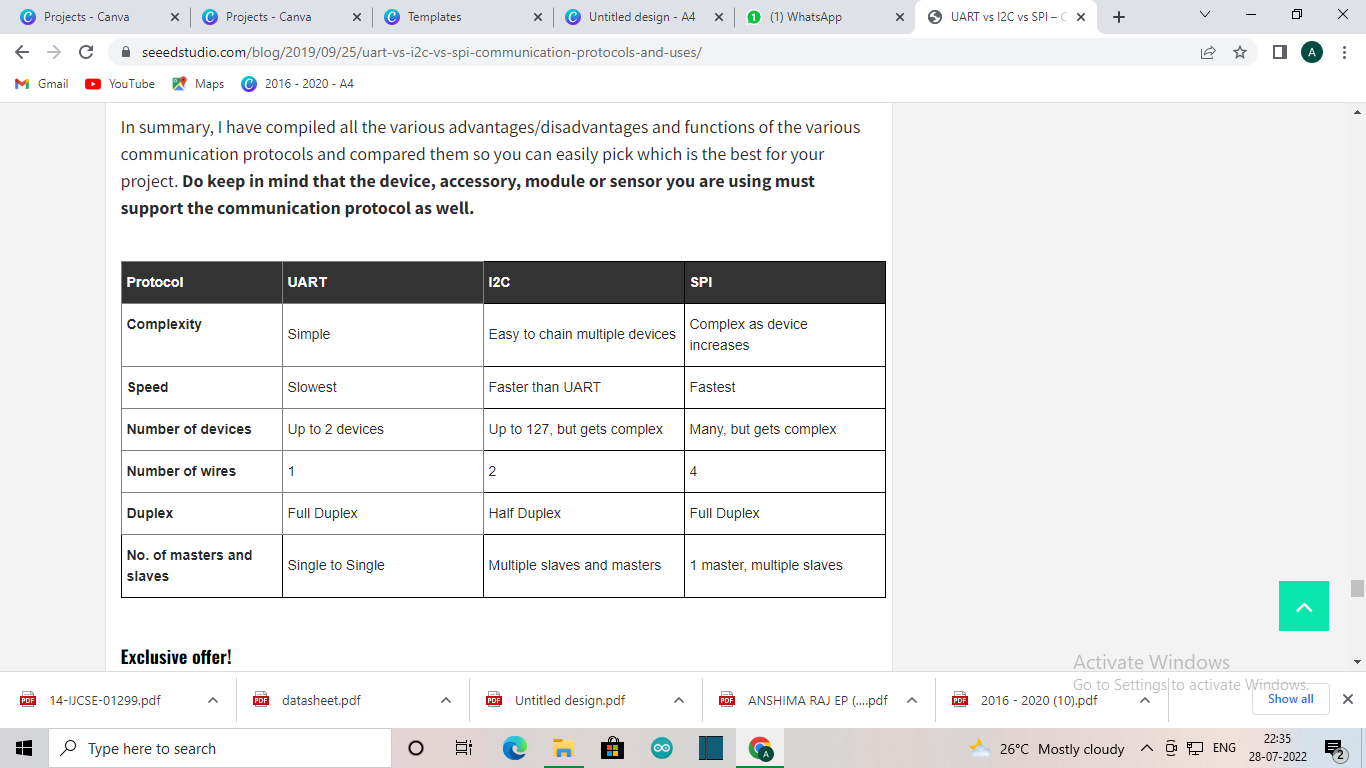 Projects - Canva
Projects - Canva
Templates
Untitled design - A4
(1) WhatsApp
UART vs I2C vs SPI – C
seeedstudio.com/blog/2019/09/25/uart-vs-i2c-vs-spi-communication-protocols-and-uses/
A
Gmail
YouTube
Maps
2016 - 2020 - A4
In summary, I have compiled all the various advantages/disadvantages and functions of the various
communication protocols and compared them so you can easily pick which is the best for your
project. Do keep in mind that the device, accessory, module or sensor you are using must
support the communication protocol as well.
Protocol UART I2C SPI
Complexity Simple Easy to chain multiple devices Complex as device
increases
Speed Slowest Faster than UART Fastest
Number of devices Up to 2 devices Up to 127, but gets complex Many, but gets complex
Number of wires 1 2 4
Duplex Full Duplex Half Duplex Full Duplex
No. of masters and
slaves Single to Single Multiple slaves and masters 1 master, multiple slaves
Exclusive offer!
Activate Windows
Go to Settings to activate Windows.
PDF 14-IJCSE-01299.pdf
PDF datasheet.pdf
PDF Untitled design.pdf
PDF ANSHIMA RAJ EP (....pdf
PDF 2016 - 2020 (10).pdf
Show all
Type here to search
A
26°C Mostly cloudy
ENG
22:35
28-07-2022
2